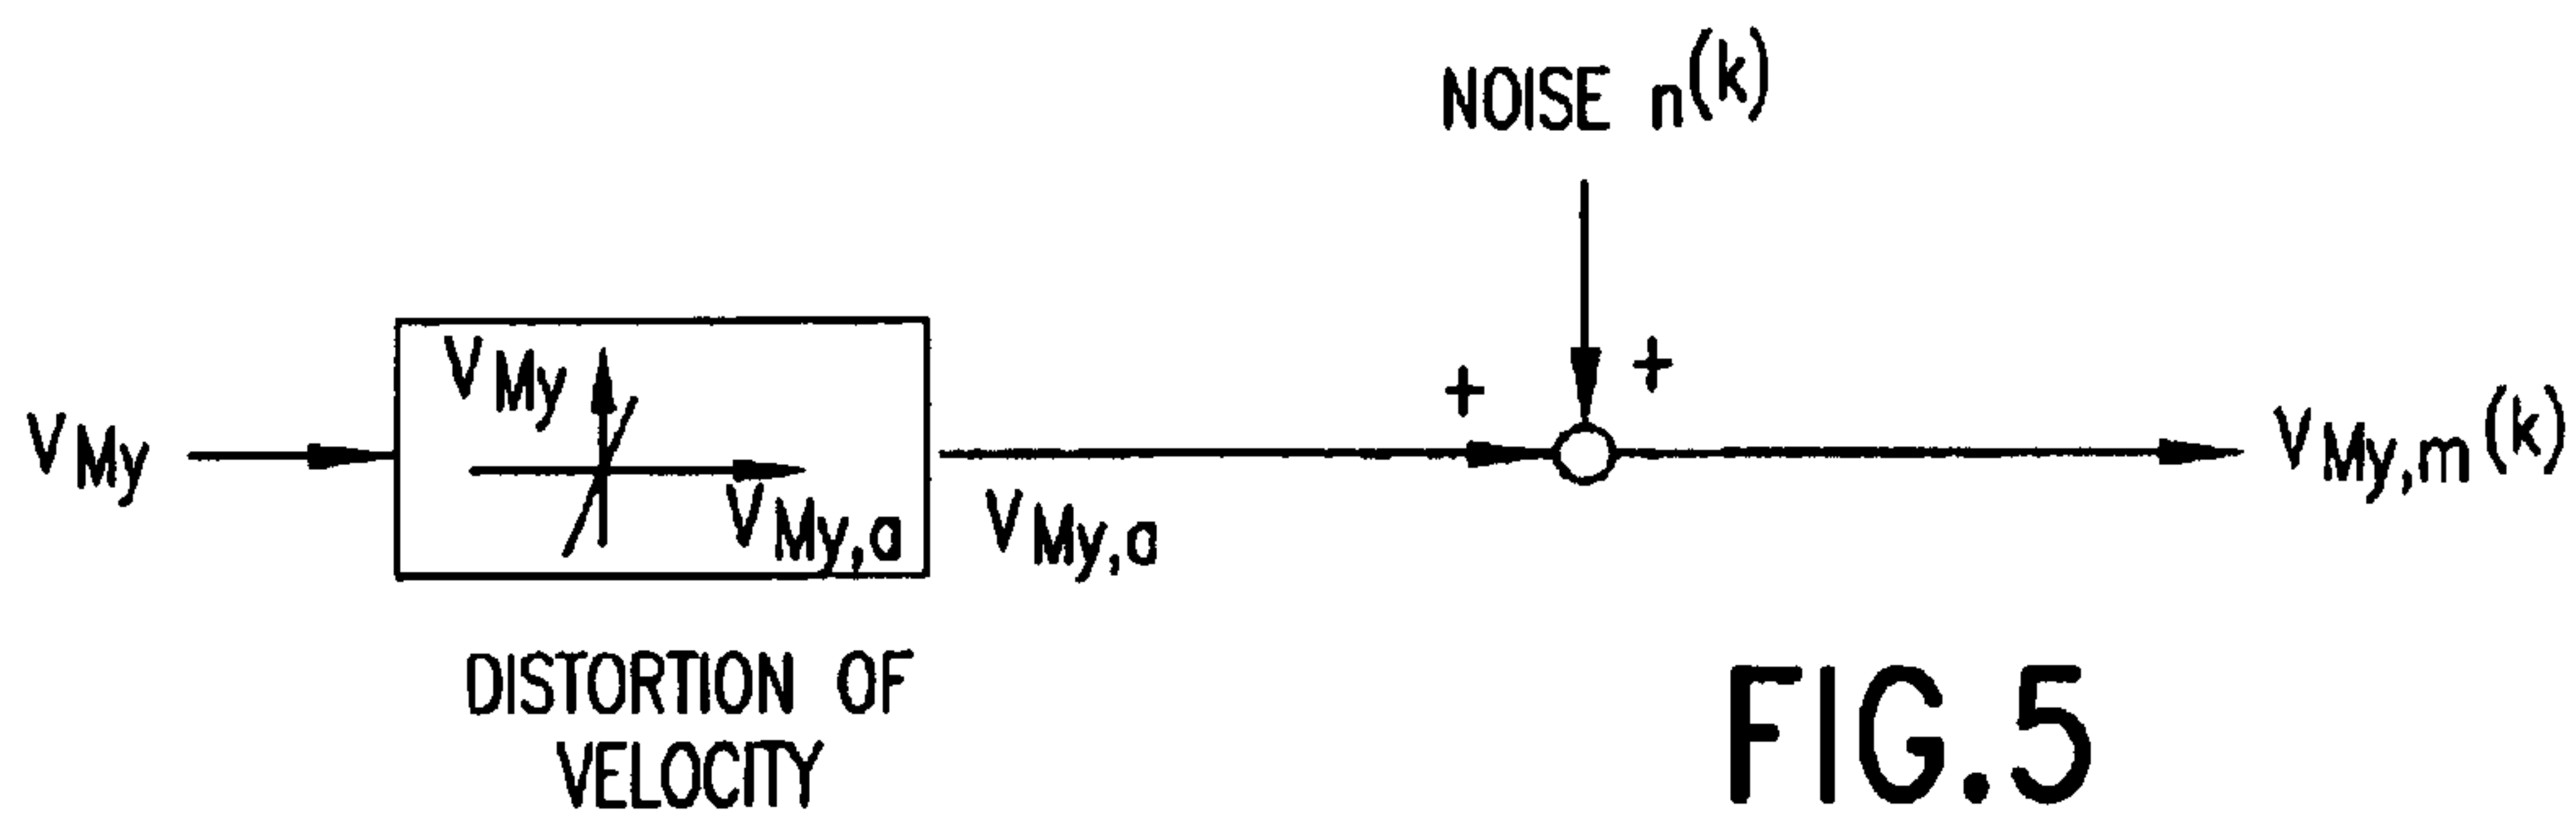 NOISE n(k)
+
+
VMy
VMy
VMy,a
VMy,a
VMy,m(k)
DISTORTION OF
VELOCITY
FIG.5